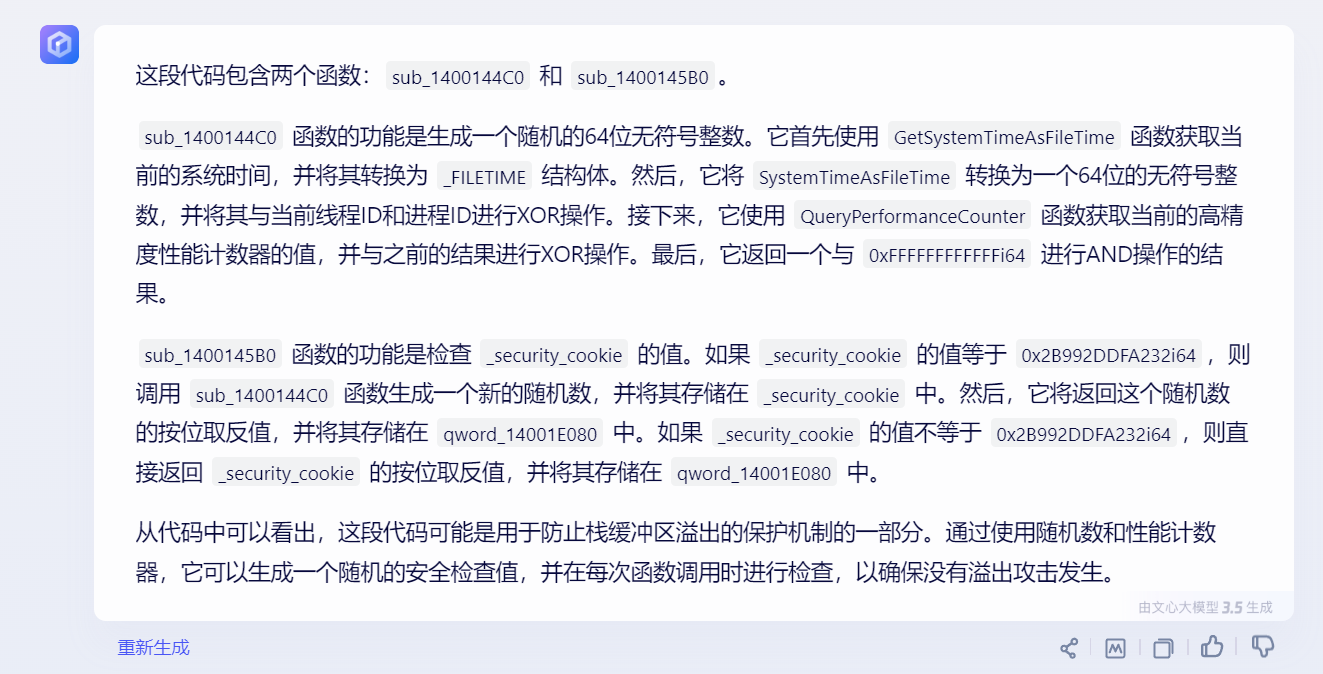 这段代码包含两个函数： sub_1400144C0 和 sub_1400145B0 。
sub_1400144C0 函数的功能是生成一个随机的64位无符号整数。它首先使用 GetSystemTimeAsFileTime 函数获取当
前的系统时间，并将其转换为 _FILETIME 结构体。然后，它将 SystemTimeAsFileTime 转换为一个64位的无符号整
数，并将其与当前线程ID和进程ID进行XOR操作。接下来，它使用 QueryPerformanceCounter 函数获取当前的高精
度性能计数器的值，并与之前的结果进行XOR操作。最后，它返回一个与 0xFFFFFFFFFFFFi64 进行AND操作的结
果。
sub_1400145B0 函数的功能是检查 _security_cookie 的值。如果 _security_cookie 的值等于 0x2B992DDFA232i64 ，则
调用 sub_1400144C0 函数生成一个新的随机数，并将其存储在 _security_cookie 中。然后，它将返回这个随机数
的按位取反值，并将其存储在 qword_14001E080 中。如果 _security_cookie 的值不等于 0x2B992DDFA232i64 ，则直
接返回 _security_cookie 的按位取反值，并将其存储在 qword_14001E080 中。
从代码中可以看出，这段代码可能是用于防止栈缓冲区溢出的保护机制的一部分。通过使用随机数和性能计数
器，它可以生成一个随机的安全检查值，并在每次函数调用时进行检查，以确保没有溢出攻击发生。
由文心大模型 3.5 生成
重新生成